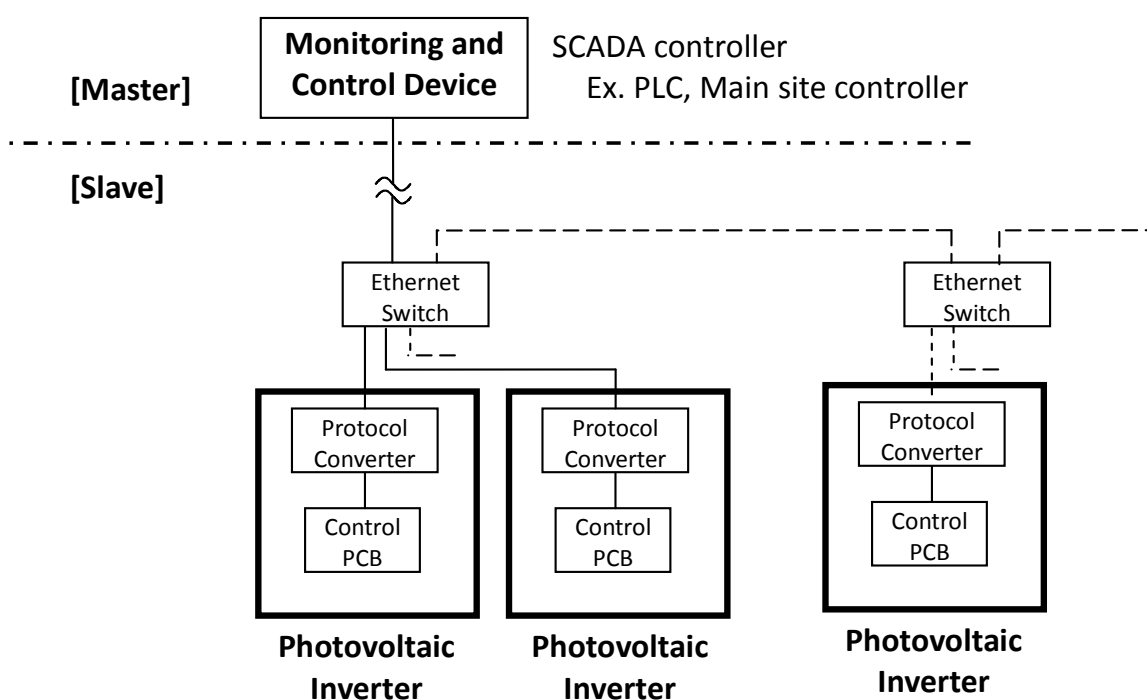 Monitoring and
Control Device
SCADA controller
Ex. PLC, Main site controller
[Master]
[Slave]
Ethernet
Switch
Ethernet
Switch
Protocol
Converter
Control
PCB
Photovoltaic
Inverter
Protocol
Converter
Control
PCB
Photovoltaic
Inverter
Protocol
Converter
Control
PCB
Photovoltaic
Inverter